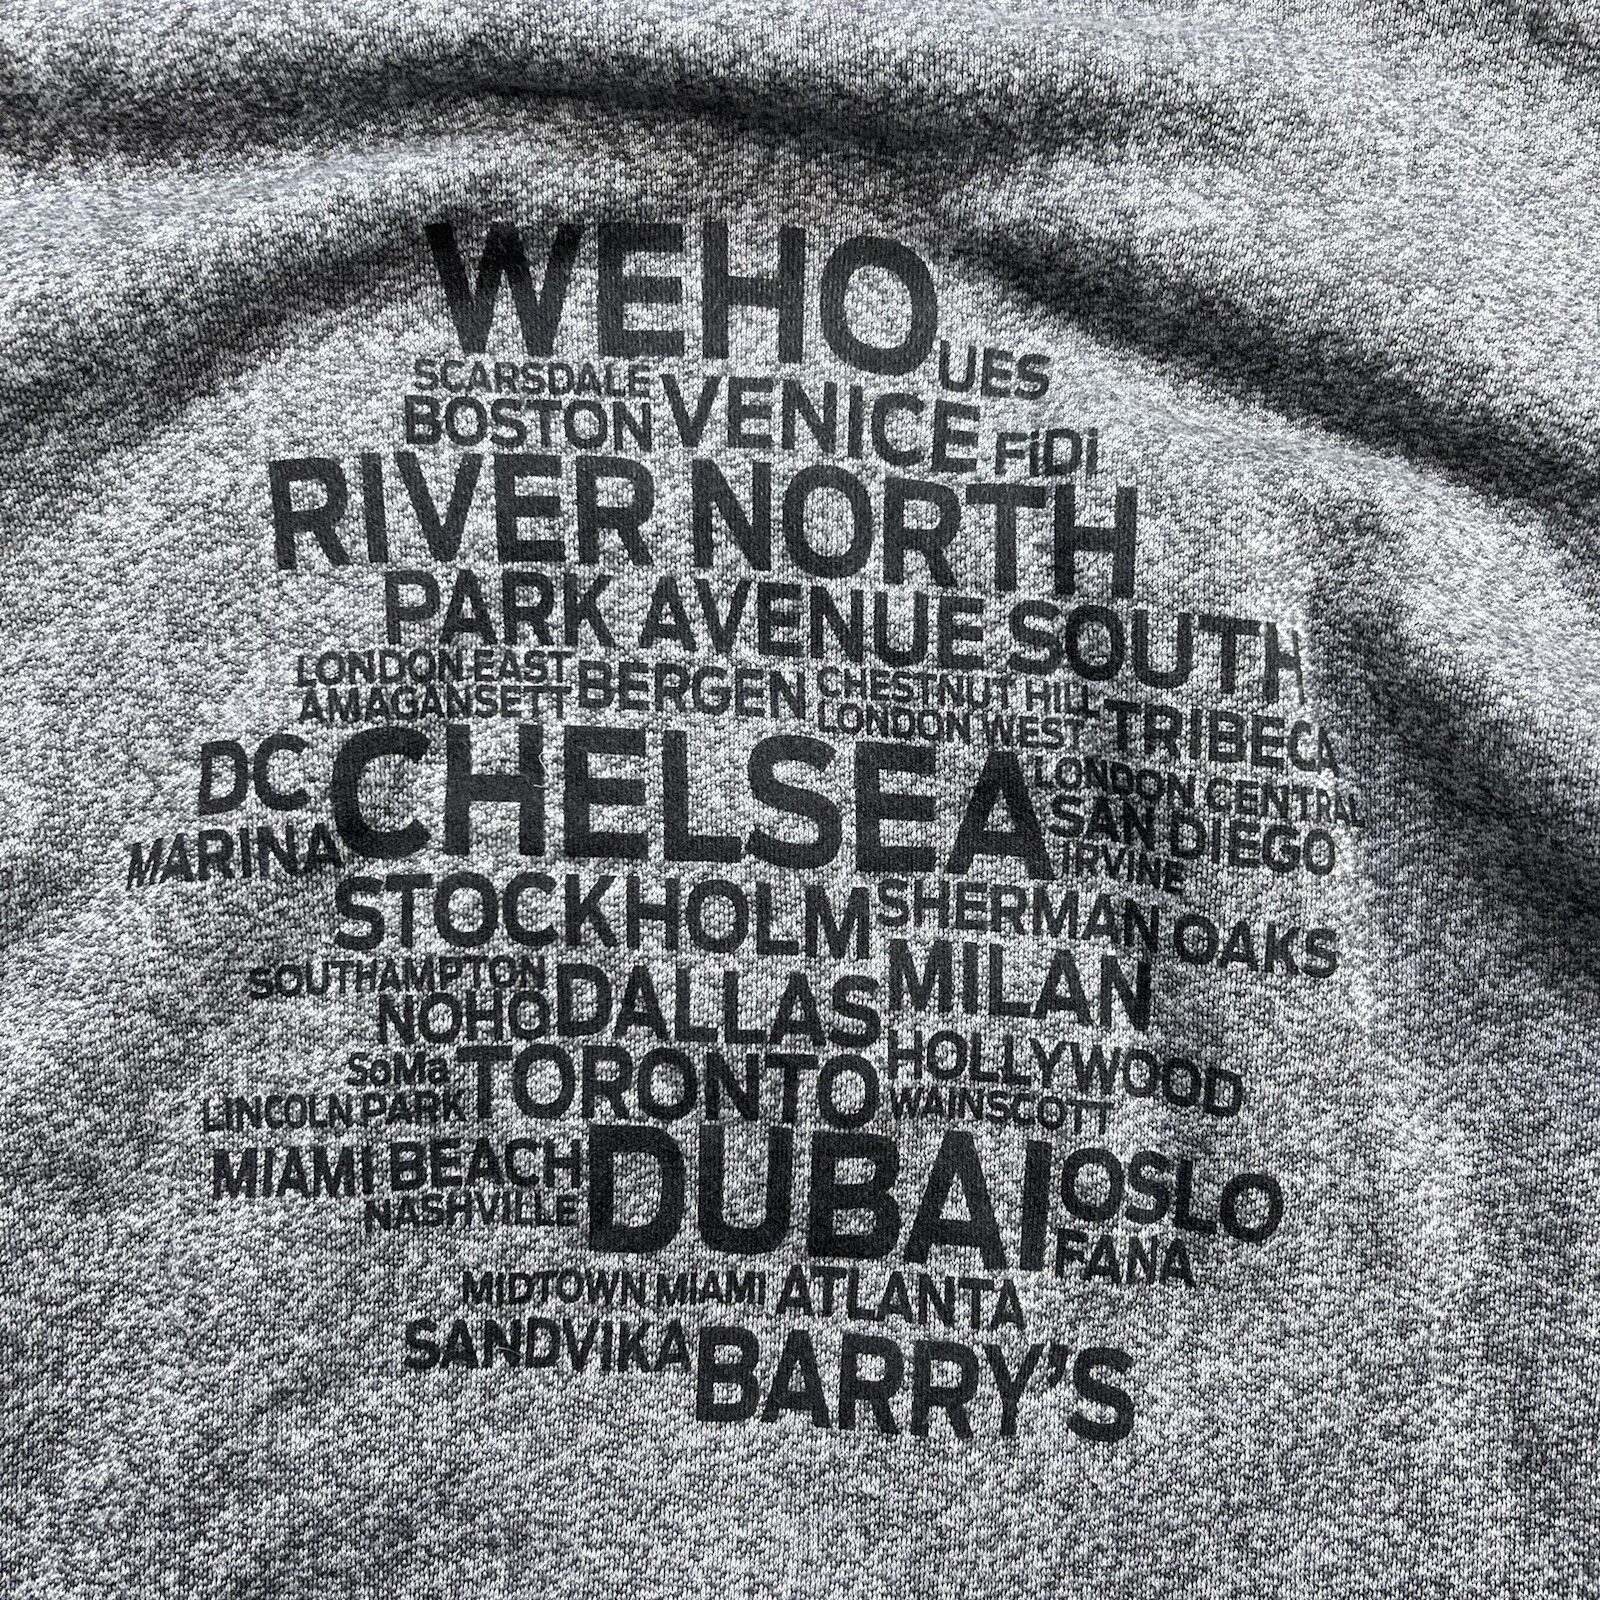 WEHO UES
SCARSDALE
BOSTON VENICE FiDi
RIVER NORTH
PARK AVENUE SOUTH
LONDON EAST
AMAGANSETT BERGEN CHESTNUT HILL
LONDON WEST TRIBECA
DC CHELSEA LONDON CENTRAL
MARINA SAN DIEGO
IRVINE
STOCKHOLM SHERMAN OAKS
SOUTHAMPTON
NOHO DALLAS MILAN
SoMa TORONTO HOLLYWOOD
LINCOLN PARK WAINSCOTT
MIAMI BEACH DUBAI OSLO
NASHVILLE FANA
MIDTOWN MIAMI ATLANTA
SANDVIKA BARRY'S